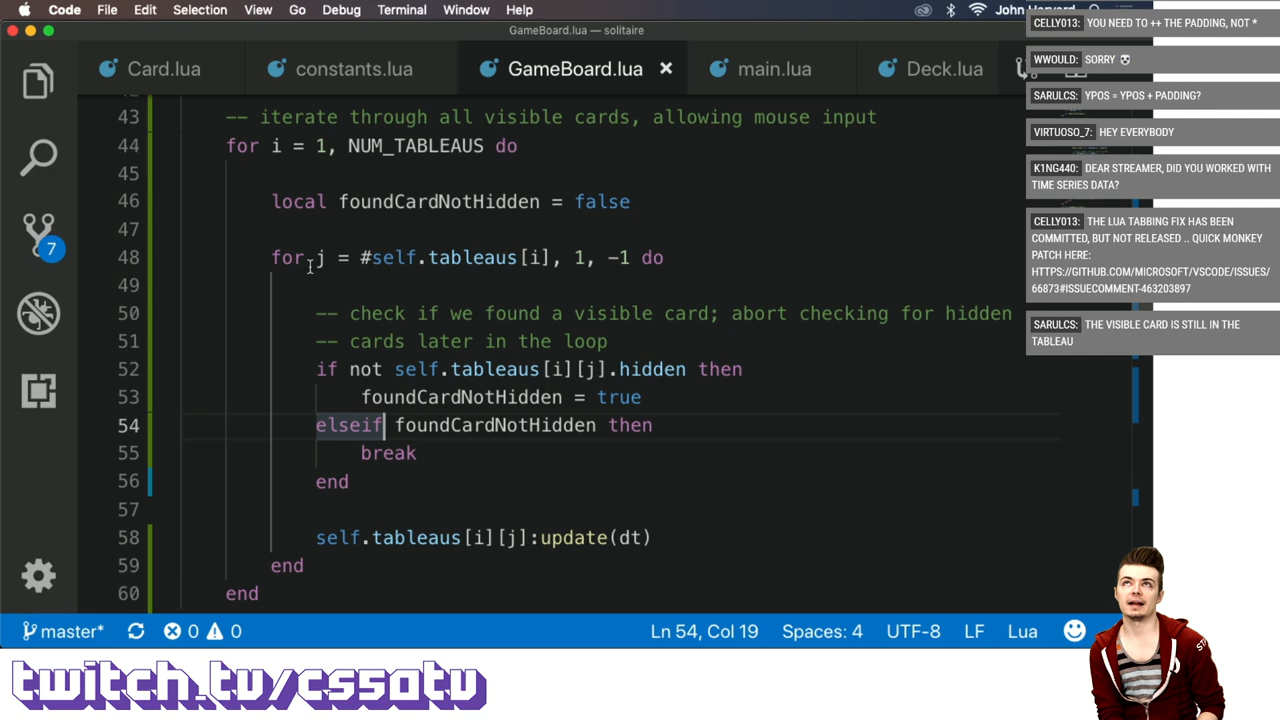 Code File Edit Selection View Go Debug Terminal Window Help
GameBoard.lua — solitaire
Card.lua constants.lua GameBoard.lua main.lua Deck.lua
43 -- iterate through all visible cards, allowing mouse input
44 for i = 1, NUM_TABLEAUS do
45
46 local foundCardNotHidden = false
47
48 for j = #self.tableaus[i], 1, -1 do
49
50 -- check if we found a visible card; abort checking for hidden
51 -- cards later in the loop
52 if not self.tableaus[i][j].hidden then
53 foundCardNotHidden = true
54 elseif foundCardNotHidden then
55 break
56 end
57
58 self.tableaus[i][j]:update(dt)
59 end
60 end
7
master* 0 0 Ln 54, Col 19 Spaces: 4 UTF-8 LF Lua
twitch.tv/cs50tv
CELLY013: YOU NEED TO ++ THE PADDING, NOT *
WWOULD: SORRY
SARULCS: YPOS = YPOS + PADDING?
VIRTUOSO_7: HEY EVERYBODY
K1NG440: DEAR STREAMER, DID YOU WORKED WITH
TIME SERIES DATA?
CELLY013: THE LUA TABBING FIX HAS BEEN
COMMITTED, BUT NOT RELEASED .. QUICK MONKEY
PATCH HERE:
HTTPS://GITHUB.COM/MICROSOFT/VSCODE/ISSUES/
66873#ISSUECOMMENT-463203897
SARULCS: THE VISIBLE CARD IS STILL IN THE
TABLEAU